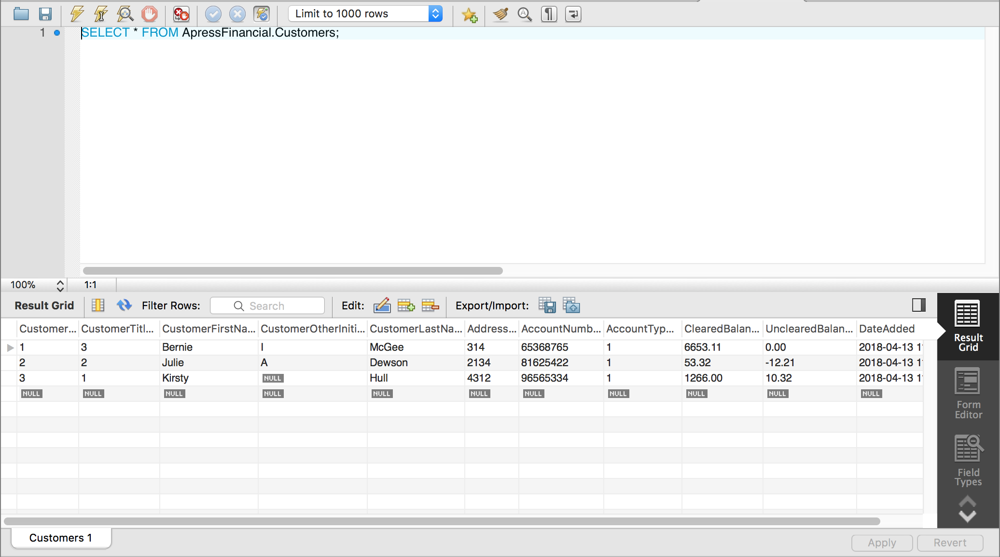 Limit to 1000 rows
1 SELECT * FROM ApressFinancial.Customers;
100% 1:1
Result Grid Filter Rows: Search Edit: Export/Import:
Customer... CustomerTitl... CustomerFirstNa... CustomerOtherIniti... CustomerLastNa... Address... AccountNumb... AccountTyp... ClearedBalan... UnclearedBalan... DateAdded
1 3 Bernie I McGee 314 65368765 1 6653.11 0.00 2018-04-13 1
2 2 Julie A Dewson 2134 81625422 1 53.32 -12.21 2018-04-13 1
3 1 Kirsty NULL Hull 4312 96565334 1 1266.00 10.32 2018-04-13 1
NULL NULL NULL NULL NULL NULL NULL NULL NULL NULL NULL
Result
Grid
Form
Editor
Field
Types
Customers 1
Apply Revert